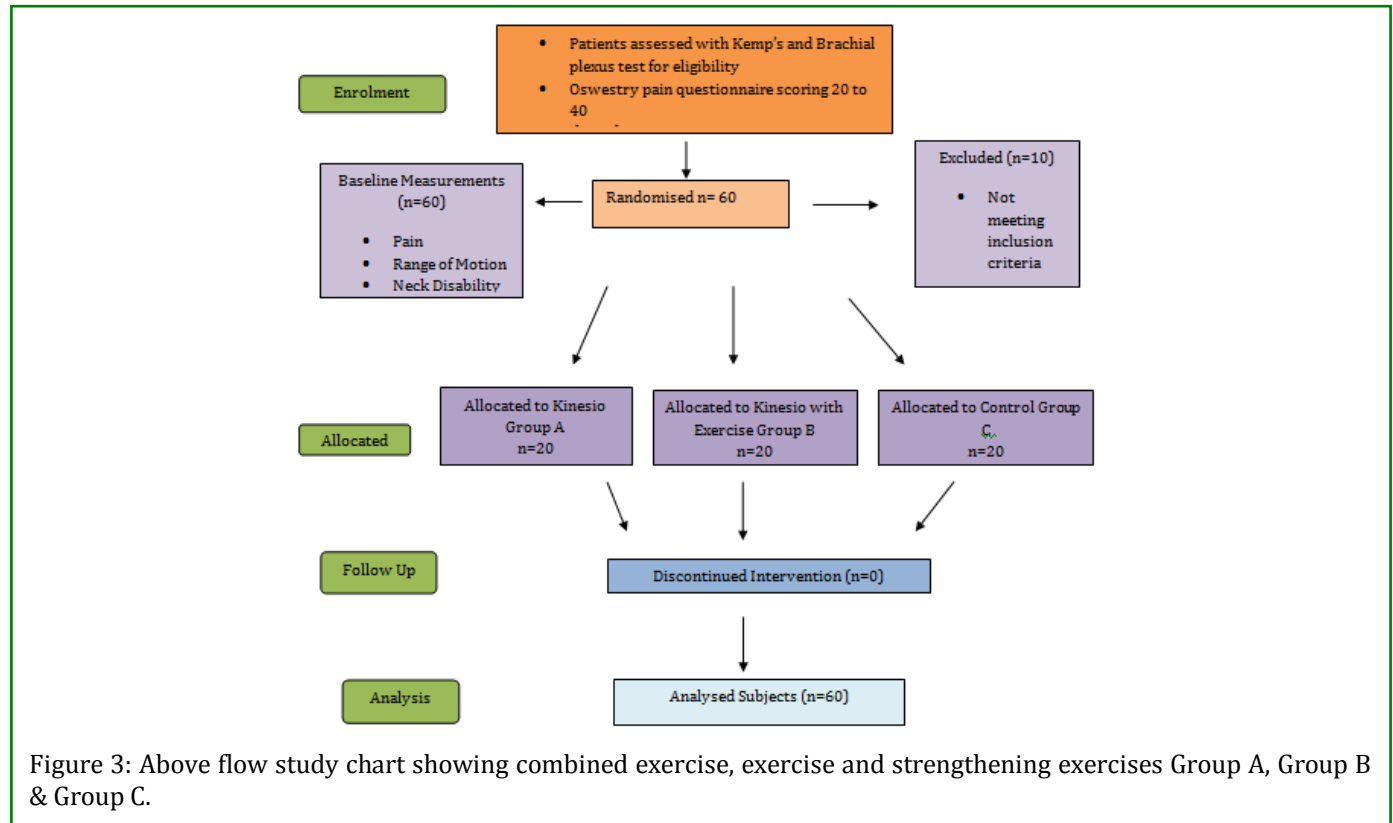 • Patients assessed with Kemp's and Brachial
plexus test for eligibility
• Oswestry pain questionnaire scoring 20 to
40
Enrolment
Baseline Measurements
(n=60)
• Pain
• Range of Motion
• Neck Disability
Randomised n= 60
Excluded (n=10)
• Not
meeting
inclusion
criteria
Allocated
Allocated to Kinesio
Group A
n=20
Allocated to Kinesio with
Exercise Group B
n=20
Allocated to Control Group
C.
n=20
Follow Up
Discontinued Intervention (n=0)
Analysis
Analysed Subjects (n=60)
Figure 3: Above flow study chart showing combined exercise, exercise and strengthening exercises Group A, Group B
& Group C.